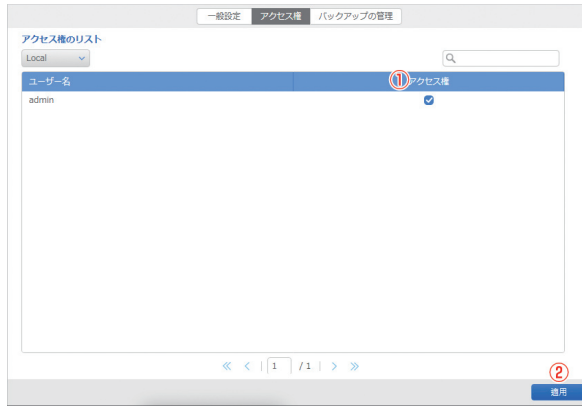 一般設定 アクセス権 バックアップの管理
アクセス権のリスト
Local
ユーザー名 ①アクセス権
admin
1 / 1
②
適用